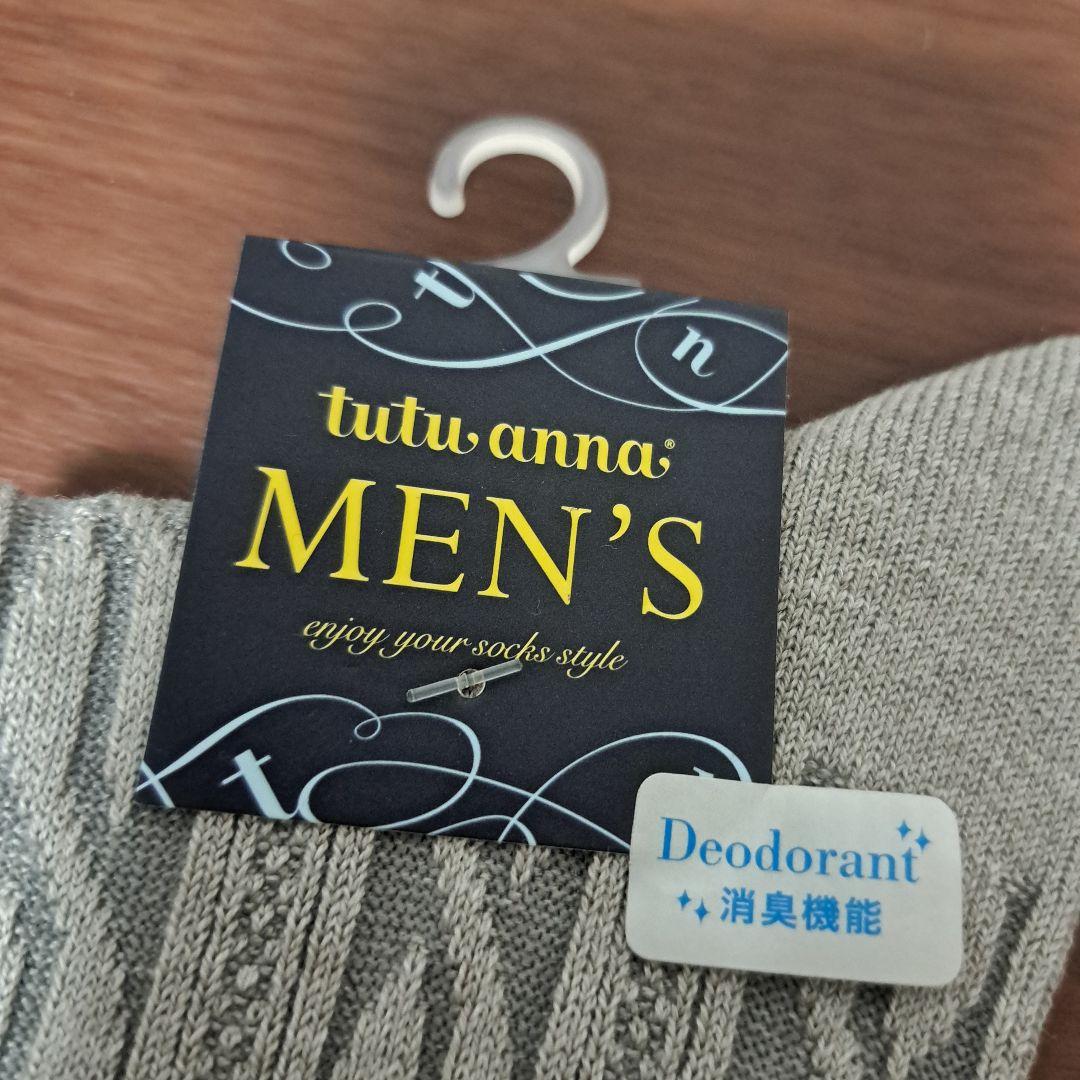 t
n
tutu anna®
MEN'S
enjoy your socks style
t
Deodorant
消臭機能